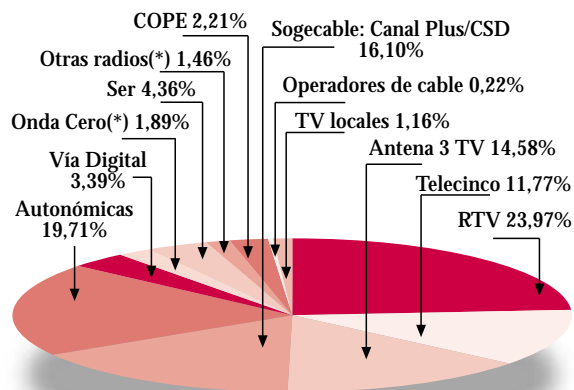 COPE 2,21%
Sogecable: Canal Plus/CSD
16,10%
Otras radios(*) 1,46%
Operadores de cable 0,22%
Ser 4,36%
TV locales 1,16%
Onda Cero(*) 1,89%
Antena 3 TV 14,58%
Vía Digital
3,39%
Telecinco 11,77%
Autonómicas
19,71%
RTV 23,97%